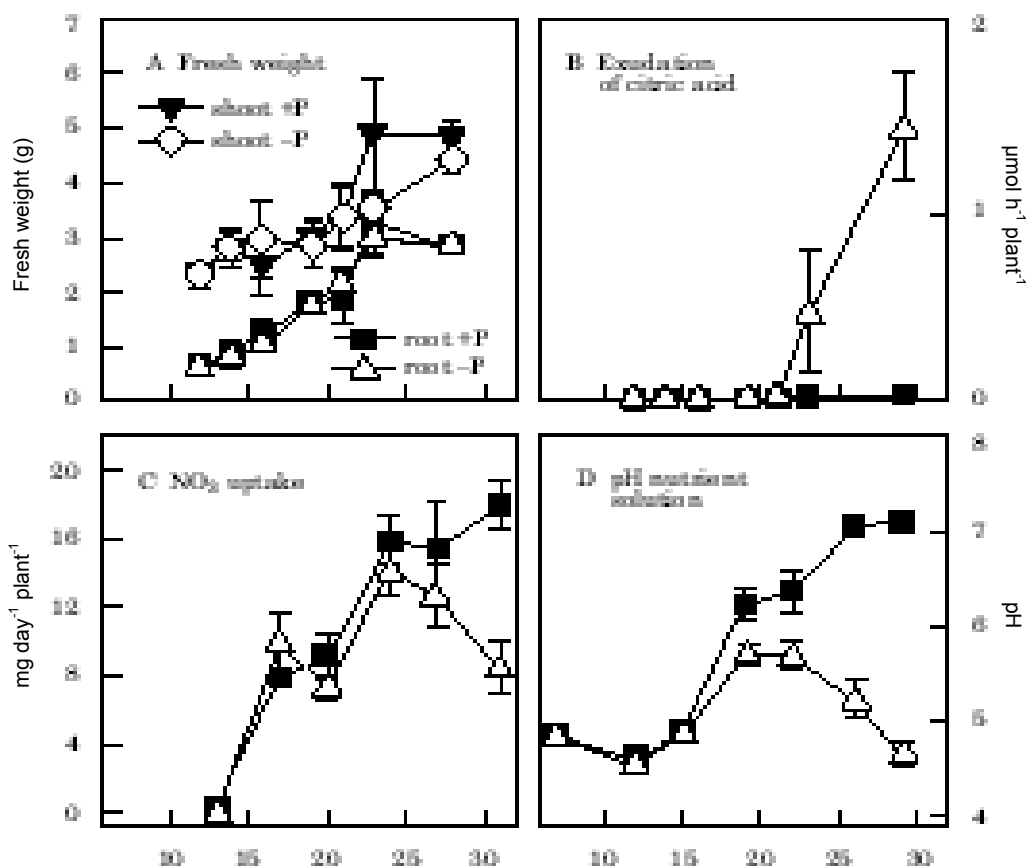 7
6
5
4
3
2
1
0
Fresh weight (g)
A Fresh weight
shoot +P
shoot -P
root +P
root -P
B Exudation
of citric acid
2
1
0
µmol h⁻¹ plant⁻¹
20
16
12
8
4
0
mg day⁻¹ plant⁻¹
C NO₃ uptake
10 15 20 25 30
D pH nutrient
solution
8
7
6
5
4
pH
10 15 20 25 30